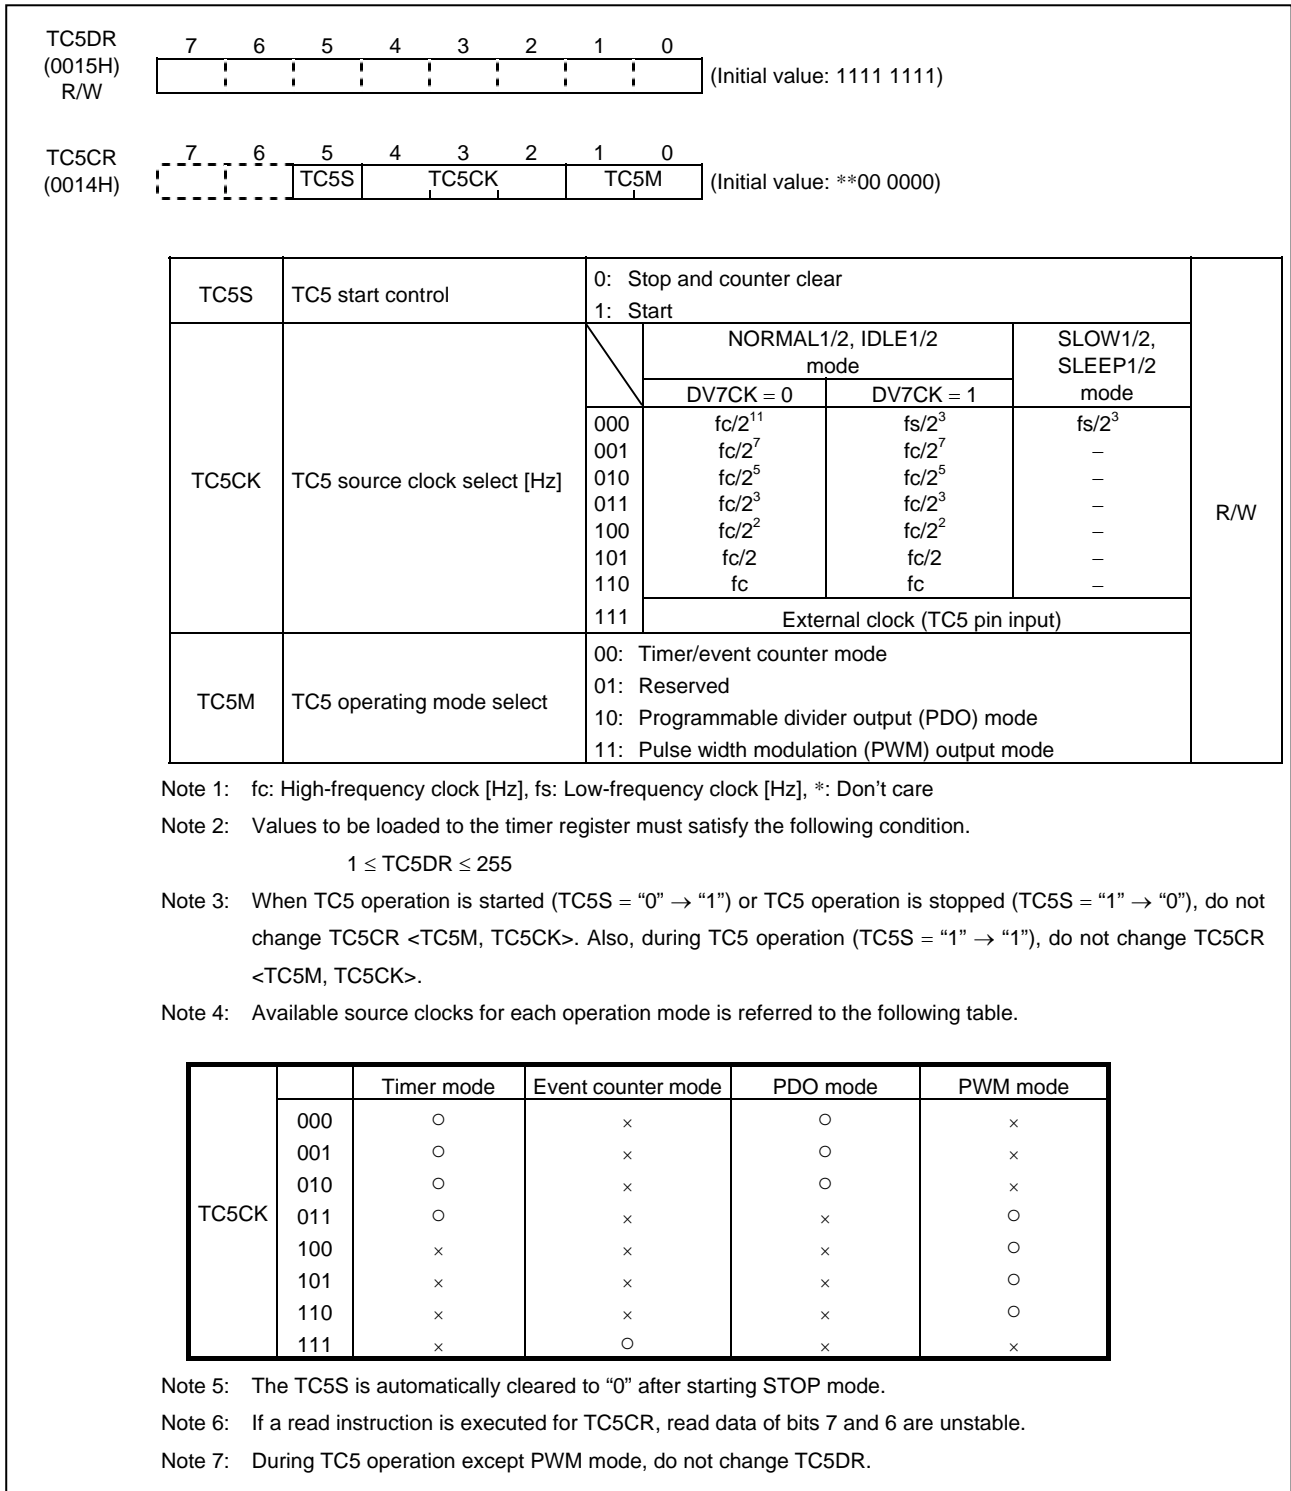 TC5DR
(0015H)
R/W
7 6 5 4 3 2 1 0
(Initial value: 1111 1111)
TC5CR
(0014H)
7 6 5 4 3 2 1 0
TC5S TC5CK TC5M
(Initial value: **00 0000)
TC5S TC5 start control
0: Stop and counter clear
1: Start
R/W
TC5CK TC5 source clock select [Hz]
NORMAL1/2, IDLE1/2 mode
SLOW1/2, SLEEP1/2 mode
DV7CK = 0 DV7CK = 1
000 fc/2^11 fs/2^3 fs/2^3
001 fc/2^7 fc/2^7 –
010 fc/2^5 fc/2^5 –
011 fc/2^3 fc/2^3 –
100 fc/2^2 fc/2^2 –
101 fc/2 fc/2 –
110 fc fc –
111 External clock (TC5 pin input)
TC5M TC5 operating mode select
00: Timer/event counter mode
01: Reserved
10: Programmable divider output (PDO) mode
11: Pulse width modulation (PWM) output mode
Note 1: fc: High-frequency clock [Hz], fs: Low-frequency clock [Hz], *: Don't care
Note 2: Values to be loaded to the timer register must satisfy the following condition.
1 ≤ TC5DR ≤ 255
Note 3: When TC5 operation is started (TC5S = “0” → “1”) or TC5 operation is stopped (TC5S = “1” → “0”), do not
change TC5CR <TC5M, TC5CK>. Also, during TC5 operation (TC5S = “1” → “1”), do not change TC5CR
<TC5M, TC5CK>.
Note 4: Available source clocks for each operation mode is referred to the following table.
Timer mode Event counter mode PDO mode PWM mode
TC5CK
000 ○ × ○ ×
001 ○ × ○ ×
010 ○ × ○ ×
011 ○ × × ○
100 × × × ○
101 × × × ○
110 × × × ○
111 × ○ × ×
Note 5: The TC5S is automatically cleared to “0” after starting STOP mode.
Note 6: If a read instruction is executed for TC5CR, read data of bits 7 and 6 are unstable.
Note 7: During TC5 operation except PWM mode, do not change TC5DR.